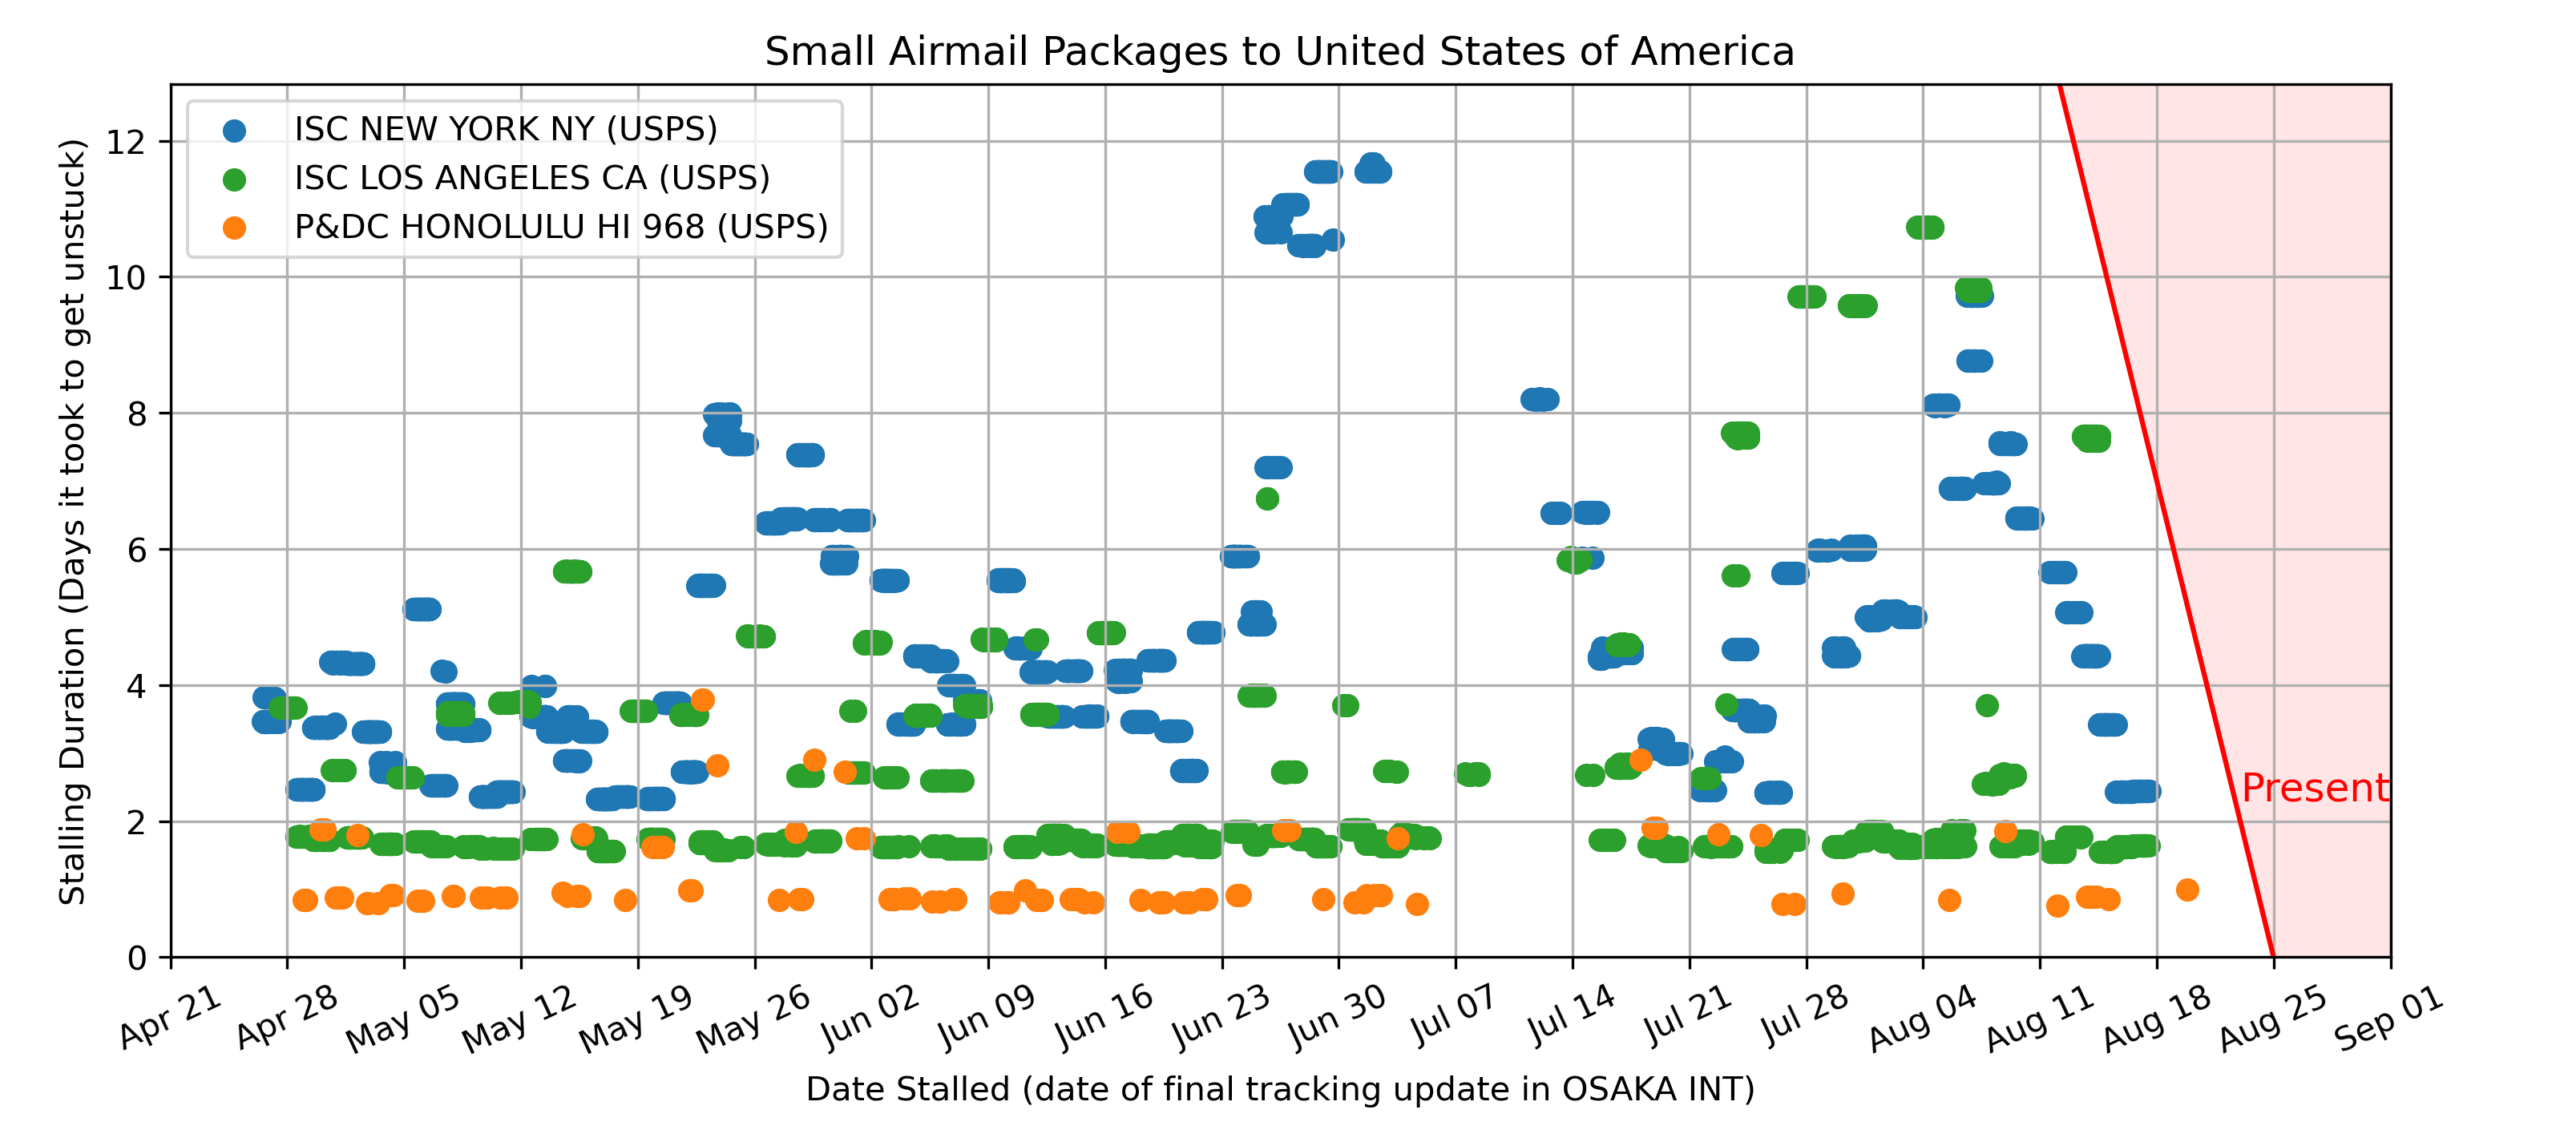 Small Airmail Packages to United States of America
ISC NEW YORK NY (USPS)
ISC LOS ANGELES CA (USPS)
P&DC HONOLULU HI 968 (USPS)
Stalling Duration (Days it took to get unstuck)
12
10
8
6
4
2
0
Present
Apr 21
Apr 28
May 05
May 12
May 19
May 26
Jun 02
Jun 09
Jun 16
Jun 23
Jun 30
Jul 07
Jul 14
Jul 21
Jul 28
Aug 04
Aug 11
Aug 18
Aug 25
Sep 01
Date Stalled (date of final tracking update in OSAKA INT)